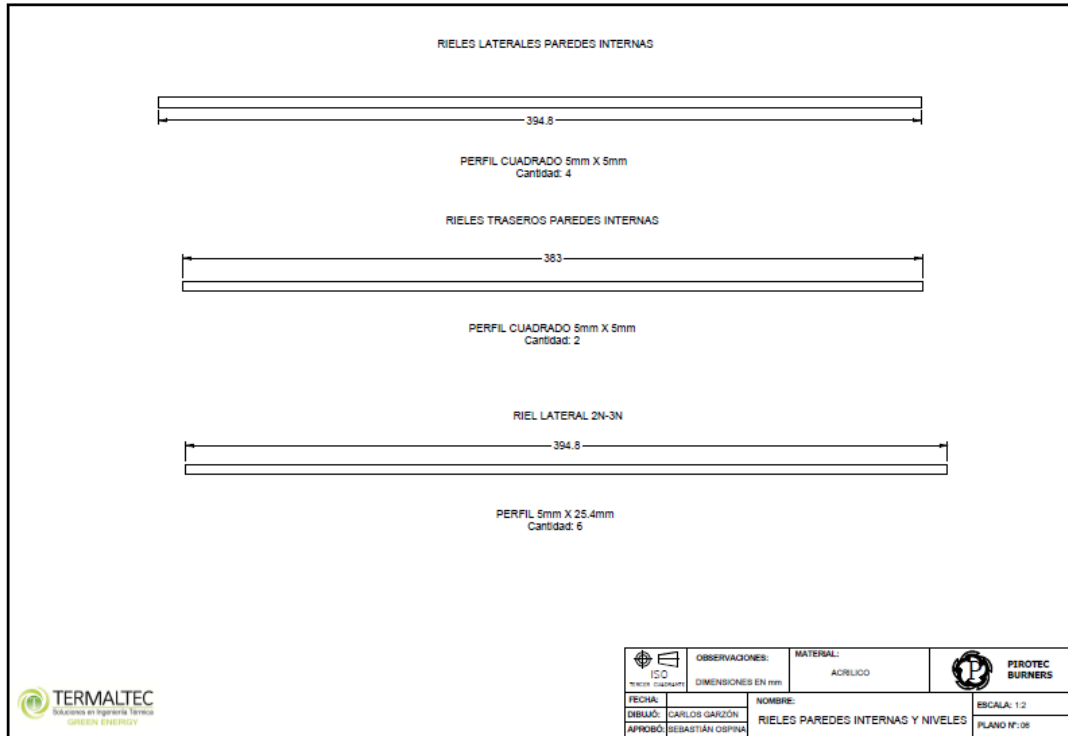 RIELES LATERALES PAREDES INTERNAS
394.8
PERFIL CUADRADO 5mm X 5mm
Cantidad: 4
RIELES TRASEROS PAREDES INTERNAS
383
PERFIL CUADRADO 5mm X 5mm
Cantidad: 2
RIEL LATERAL 2N-3N
394.8
PERFIL 5mm X 25.4mm
Cantidad: 6
TERMALTEC
Soluciones en Ingeniería Térmica
GREEN ENERGY
ISO
TERCER CUADRANTE
OBSERVACIONES:
DIMENSIONES EN mm
MATERIAL:
ACRILICO
PIROTEC
BURNERS
FECHA:
DIBUJÓ: CARLOS GARZÓN
APROBÓ: SEBASTIÁN OSPINA
NOMBRE:
RIELES PAREDES INTERNAS Y NIVELES
ESCALA: 1:2
PLANO N°: 06